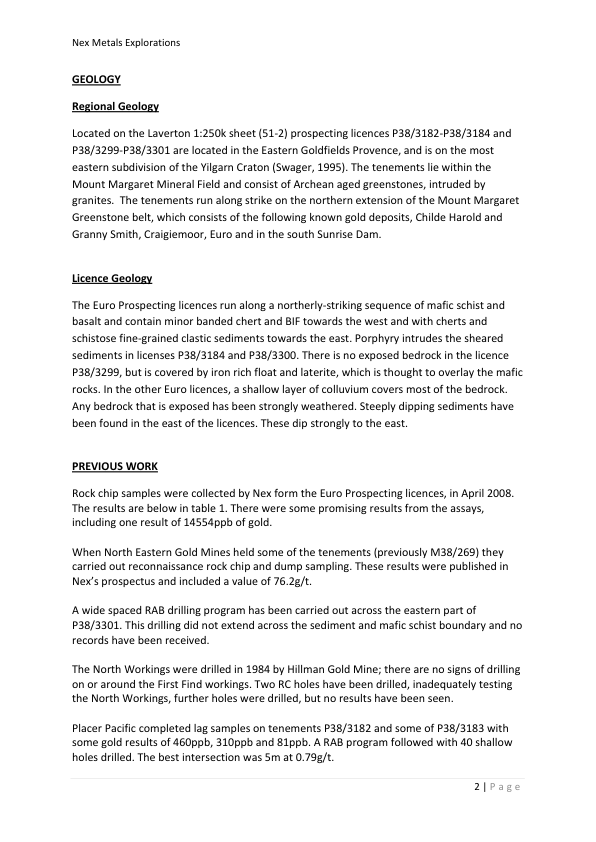 Nex Metals Explorations
GEOLOGY
Regional Geology
Located on the Laverton 1:250k sheet (51-2) prospecting licences P38/3182-P38/3184 and
P38/3299-P38/3301 are located in the Eastern Goldfields Provence, and is on the most
eastern subdivision of the Yilgarn Craton (Swager, 1995). The tenements lie within the
Mount Margaret Mineral Field and consist of Archean aged greenstones, intruded by
granites.  The tenements run along strike on the northern extension of the Mount Margaret
Greenstone belt, which consists of the following known gold deposits, Childe Harold and
Granny Smith, Craigiemoor, Euro and in the south Sunrise Dam.
Licence Geology
The Euro Prospecting licences run along a northerly-striking sequence of mafic schist and
basalt and contain minor banded chert and BIF towards the west and with cherts and
schistose fine-grained clastic sediments towards the east. Porphyry intrudes the sheared
sediments in licenses P38/3184 and P38/3300. There is no exposed bedrock in the licence
P38/3299, but is covered by iron rich float and laterite, which is thought to overlay the mafic
rocks. In the other Euro licences, a shallow layer of colluvium covers most of the bedrock.
Any bedrock that is exposed has been strongly weathered. Steeply dipping sediments have
been found in the east of the licences. These dip strongly to the east.
PREVIOUS WORK
Rock chip samples were collected by Nex form the Euro Prospecting licences, in April 2008.
The results are below in table 1. There were some promising results from the assays,
including one result of 14554ppb of gold.
When North Eastern Gold Mines held some of the tenements (previously M38/269) they
carried out reconnaissance rock chip and dump sampling. These results were published in
Nex's prospectus and included a value of 76.2g/t.
A wide spaced RAB drilling program has been carried out across the eastern part of
P38/3301. This drilling did not extend across the sediment and mafic schist boundary and no
records have been received.
The North Workings were drilled in 1984 by Hillman Gold Mine; there are no signs of drilling
on or around the First Find workings. Two RC holes have been drilled, inadequately testing
the North Workings, further holes were drilled, but no results have been seen.
Placer Pacific completed lag samples on tenements P38/3182 and some of P38/3183 with
some gold results of 460ppb, 310ppb and 81ppb. A RAB program followed with 40 shallow
holes drilled. The best intersection was 5m at 0.79g/t.
2 | Page